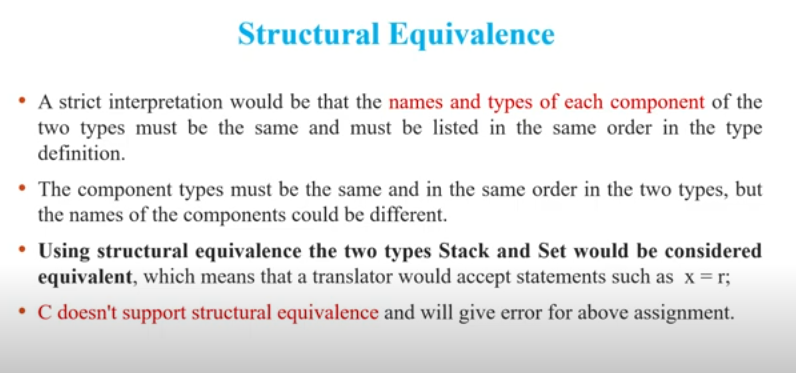 Structural Equivalence
• A strict interpretation would be that the names and types of each component of the
two types must be the same and must be listed in the same order in the type
definition.
• The component types must be the same and in the same order in the two types, but
the names of the components could be different.
• Using structural equivalence the two types Stack and Set would be considered
equivalent, which means that a translator would accept statements such as x = r;
• C doesn't support structural equivalence and will give error for above assignment.